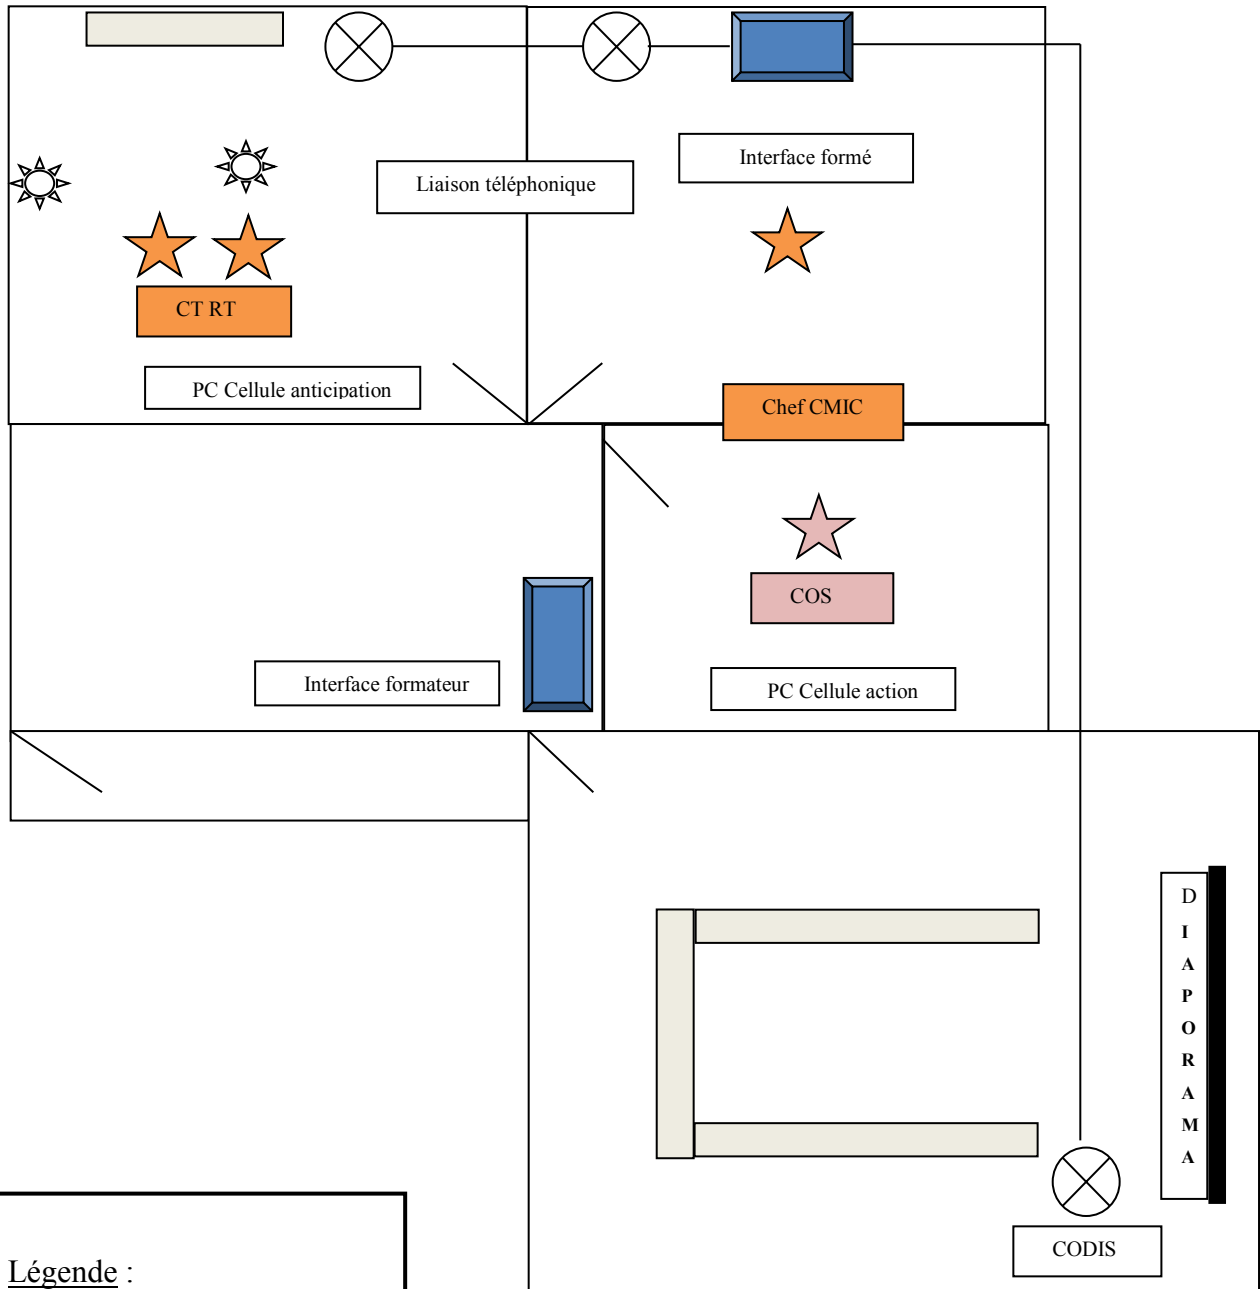 Interface formé
Liaison téléphonique
CT RT
PC Cellule anticipation
Chef CMIC
COS
Interface formateur
PC Cellule action
D
I
A
P
O
R
A
M
A
CODIS
Légende :